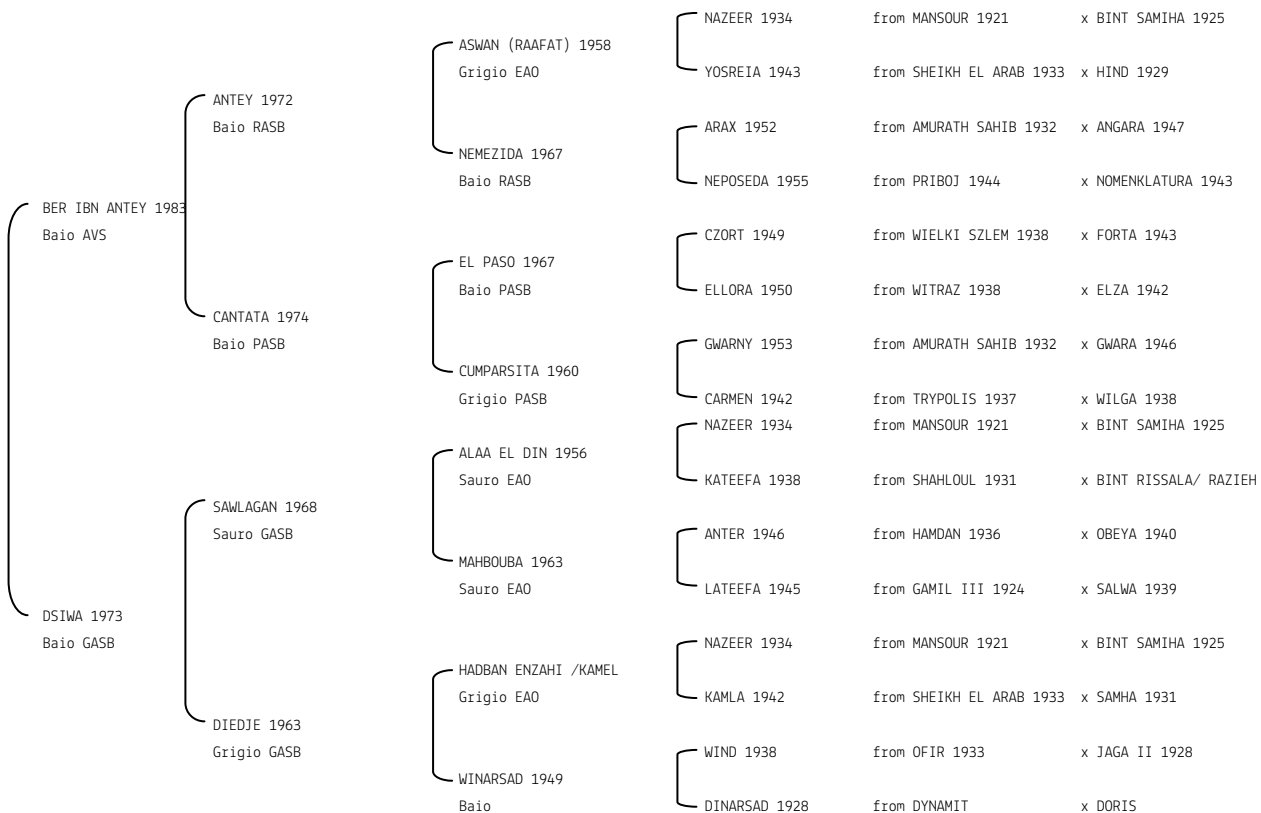 NAZEER 1934 from MANSOUR 1921 x BINT SAMIHA 1925
ASWAN (RAAFAT) 1958
Grigio EAO YOSREIA 1943 from SHEIKH EL ARAB 1933 x HIND 1929
ANTEY 1972
Baio RASB ARAX 1952 from AMURATH SAHIB 1932 x ANGARA 1947
NEMEZIDA 1967
Baio RASB NEPOSEDA 1955 from PRIBOJ 1944 x NOMENKLATURA 1943
BER IBN ANTEY 1983
Baio AVS CZORT 1949 from WIELKI SZLEM 1938 x FORTA 1943
EL PASO 1967
Baio PASB ELLORA 1950 from WITRAZ 1938 x ELZA 1942
CANTATA 1974
Baio PASB GWARNY 1953 from AMURATH SAHIB 1932 x GWARA 1946
CUMPARSITA 1960
Grigio PASB CARMEN 1942 from TRYPOLIS 1937 x WILGA 1938
NAZEER 1934 from MANSOUR 1921 x BINT SAMIHA 1925
ALAA EL DIN 1956
Sauro EAO KATEEFA 1938 from SHAHLOUL 1931 x BINT RISSALA/ RAZIEH
SAWLAGAN 1968
Sauro GASB ANTER 1946 from HAMDAN 1936 x OBEYA 1940
MAHBOUBA 1963
Sauro EAO LATEEFA 1945 from GAMIL III 1924 x SALWA 1939
DSIWA 1973
Baio GASB NAZEER 1934 from MANSOUR 1921 x BINT SAMIHA 1925
HADBAN ENZAHI /KAMEL
Grigio EAO KAMLA 1942 from SHEIKH EL ARAB 1933 x SAMHA 1931
DIEDJE 1963
Grigio GASB WIND 1938 from OFIR 1933 x JAGA II 1928
WINARSAD 1949
Baio DINARSAD 1928 from DYNAMIT x DORIS